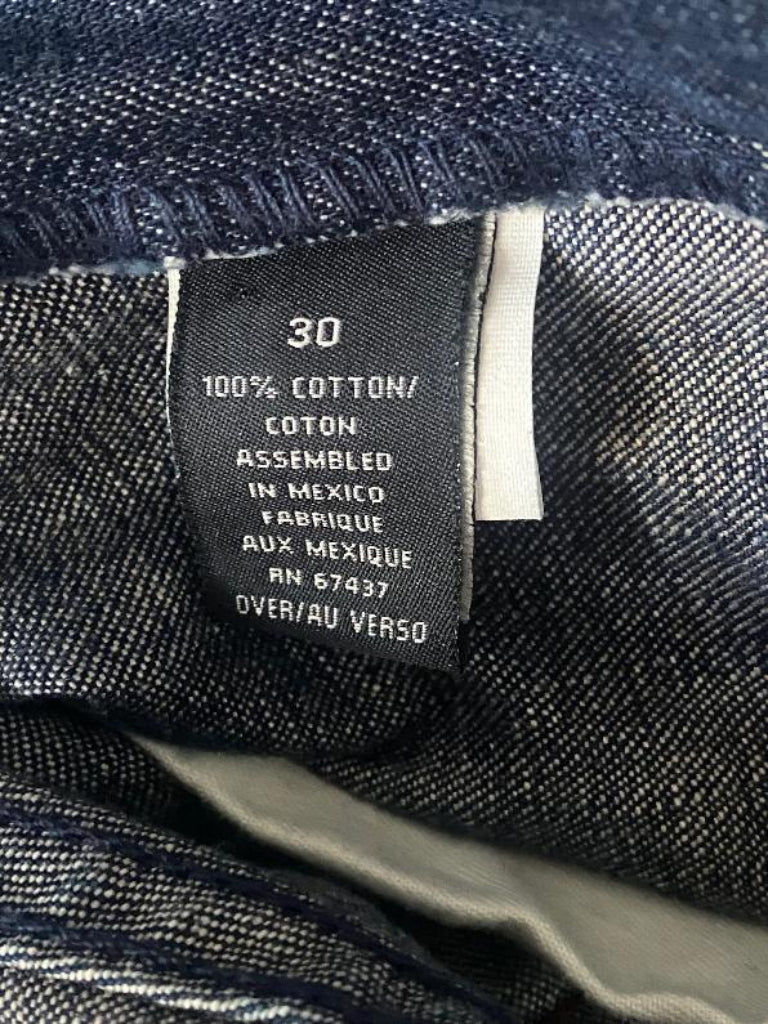 30
100% COTTON/
COTON
ASSEMBLED
IN MEXICO
FABRIQUE
AUX MEXIQUE
RN 67437
OVER/AU VERSO